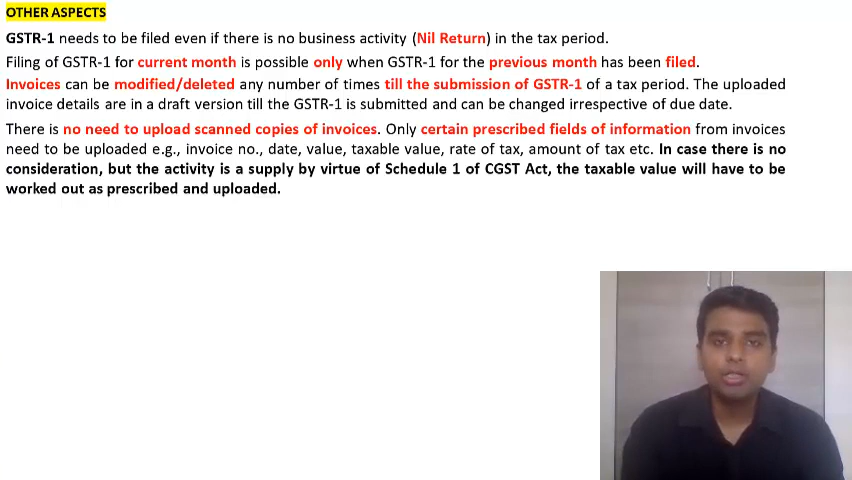 OTHER ASPECTS
GSTR-1 needs to be filed even if there is no business activity (Nil Return) in the tax period.
Filing of GSTR-1 for current month is possible only when GSTR-1 for the previous month has been filed.
Invoices can be modified/deleted any number of times till the submission of GSTR-1 of a tax period. The uploaded
invoice details are in a draft version till the GSTR-1 is submitted and can be changed irrespective of due date.
There is no need to upload scanned copies of invoices. Only certain prescribed fields of information from invoices
need to be uploaded e.g., invoice no., date, value, taxable value, rate of tax, amount of tax etc. In case there is no
consideration, but the activity is a supply by virtue of Schedule 1 of CGST Act, the taxable value will have to be
worked out as prescribed and uploaded.